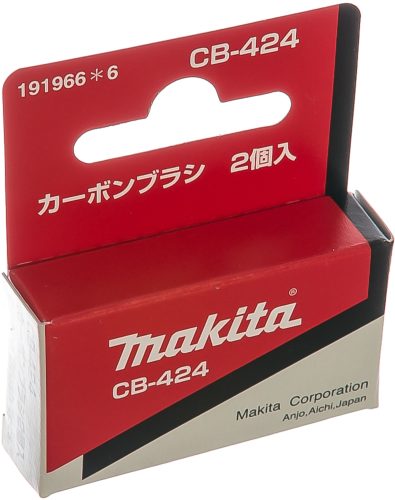 CB-424
191966*6
カーボンブラシ 2個入
makita®
CB-424
Makita Corporation
Anjo,Aichi,Japan